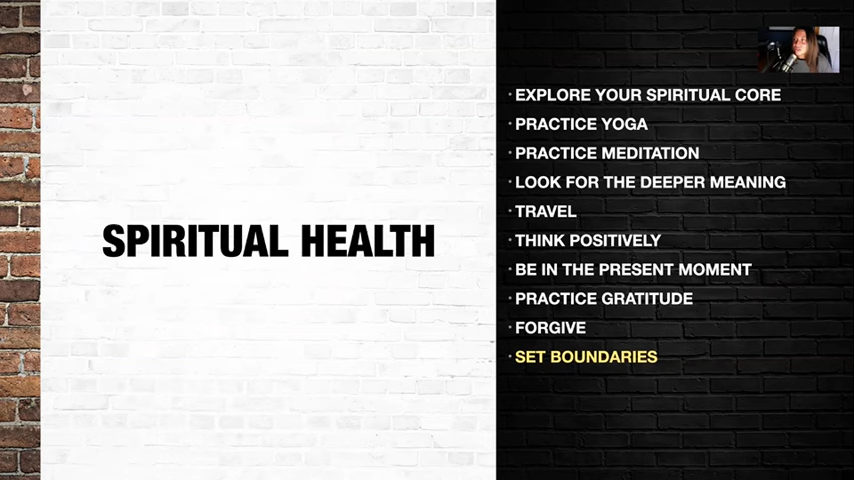 SPIRITUAL HEALTH
· EXPLORE YOUR SPIRITUAL CORE
· PRACTICE YOGA
· PRACTICE MEDITATION
· LOOK FOR THE DEEPER MEANING
· TRAVEL
· THINK POSITIVELY
· BE IN THE PRESENT MOMENT
· PRACTICE GRATITUDE
· FORGIVE
· SET BOUNDARIES